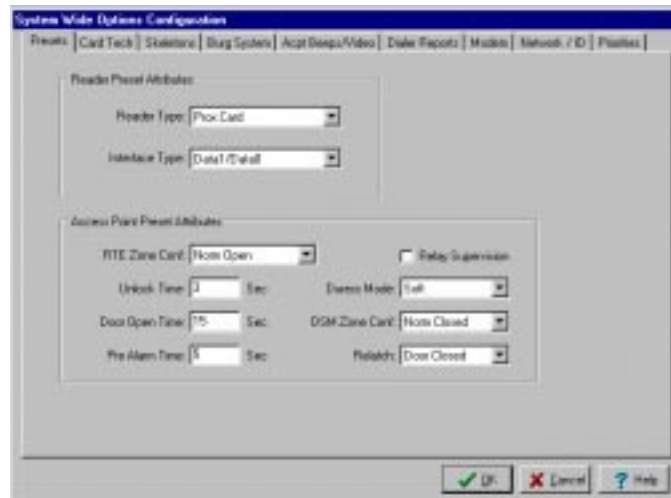 System Wide Options Configuration
Presets Card Tech Skeletons Burg System Acpt Beeps/Video Dialer Reports Modem Network / ID Priorities
Reader Preset Attributes
Reader Type: Prox Card
Interface Type: Data1/Data0
Access Point Preset Attributes
RTE Zone Conf: Norm Open Relay Supervision
Unlock Time: 3 Sec Duress Mode: Soft
Door Open Time: 15 Sec DSM Zone Conf: Norm Closed
Pre Alarm Time: 5 Sec Relatch: Door Closed
OK Cancel Help